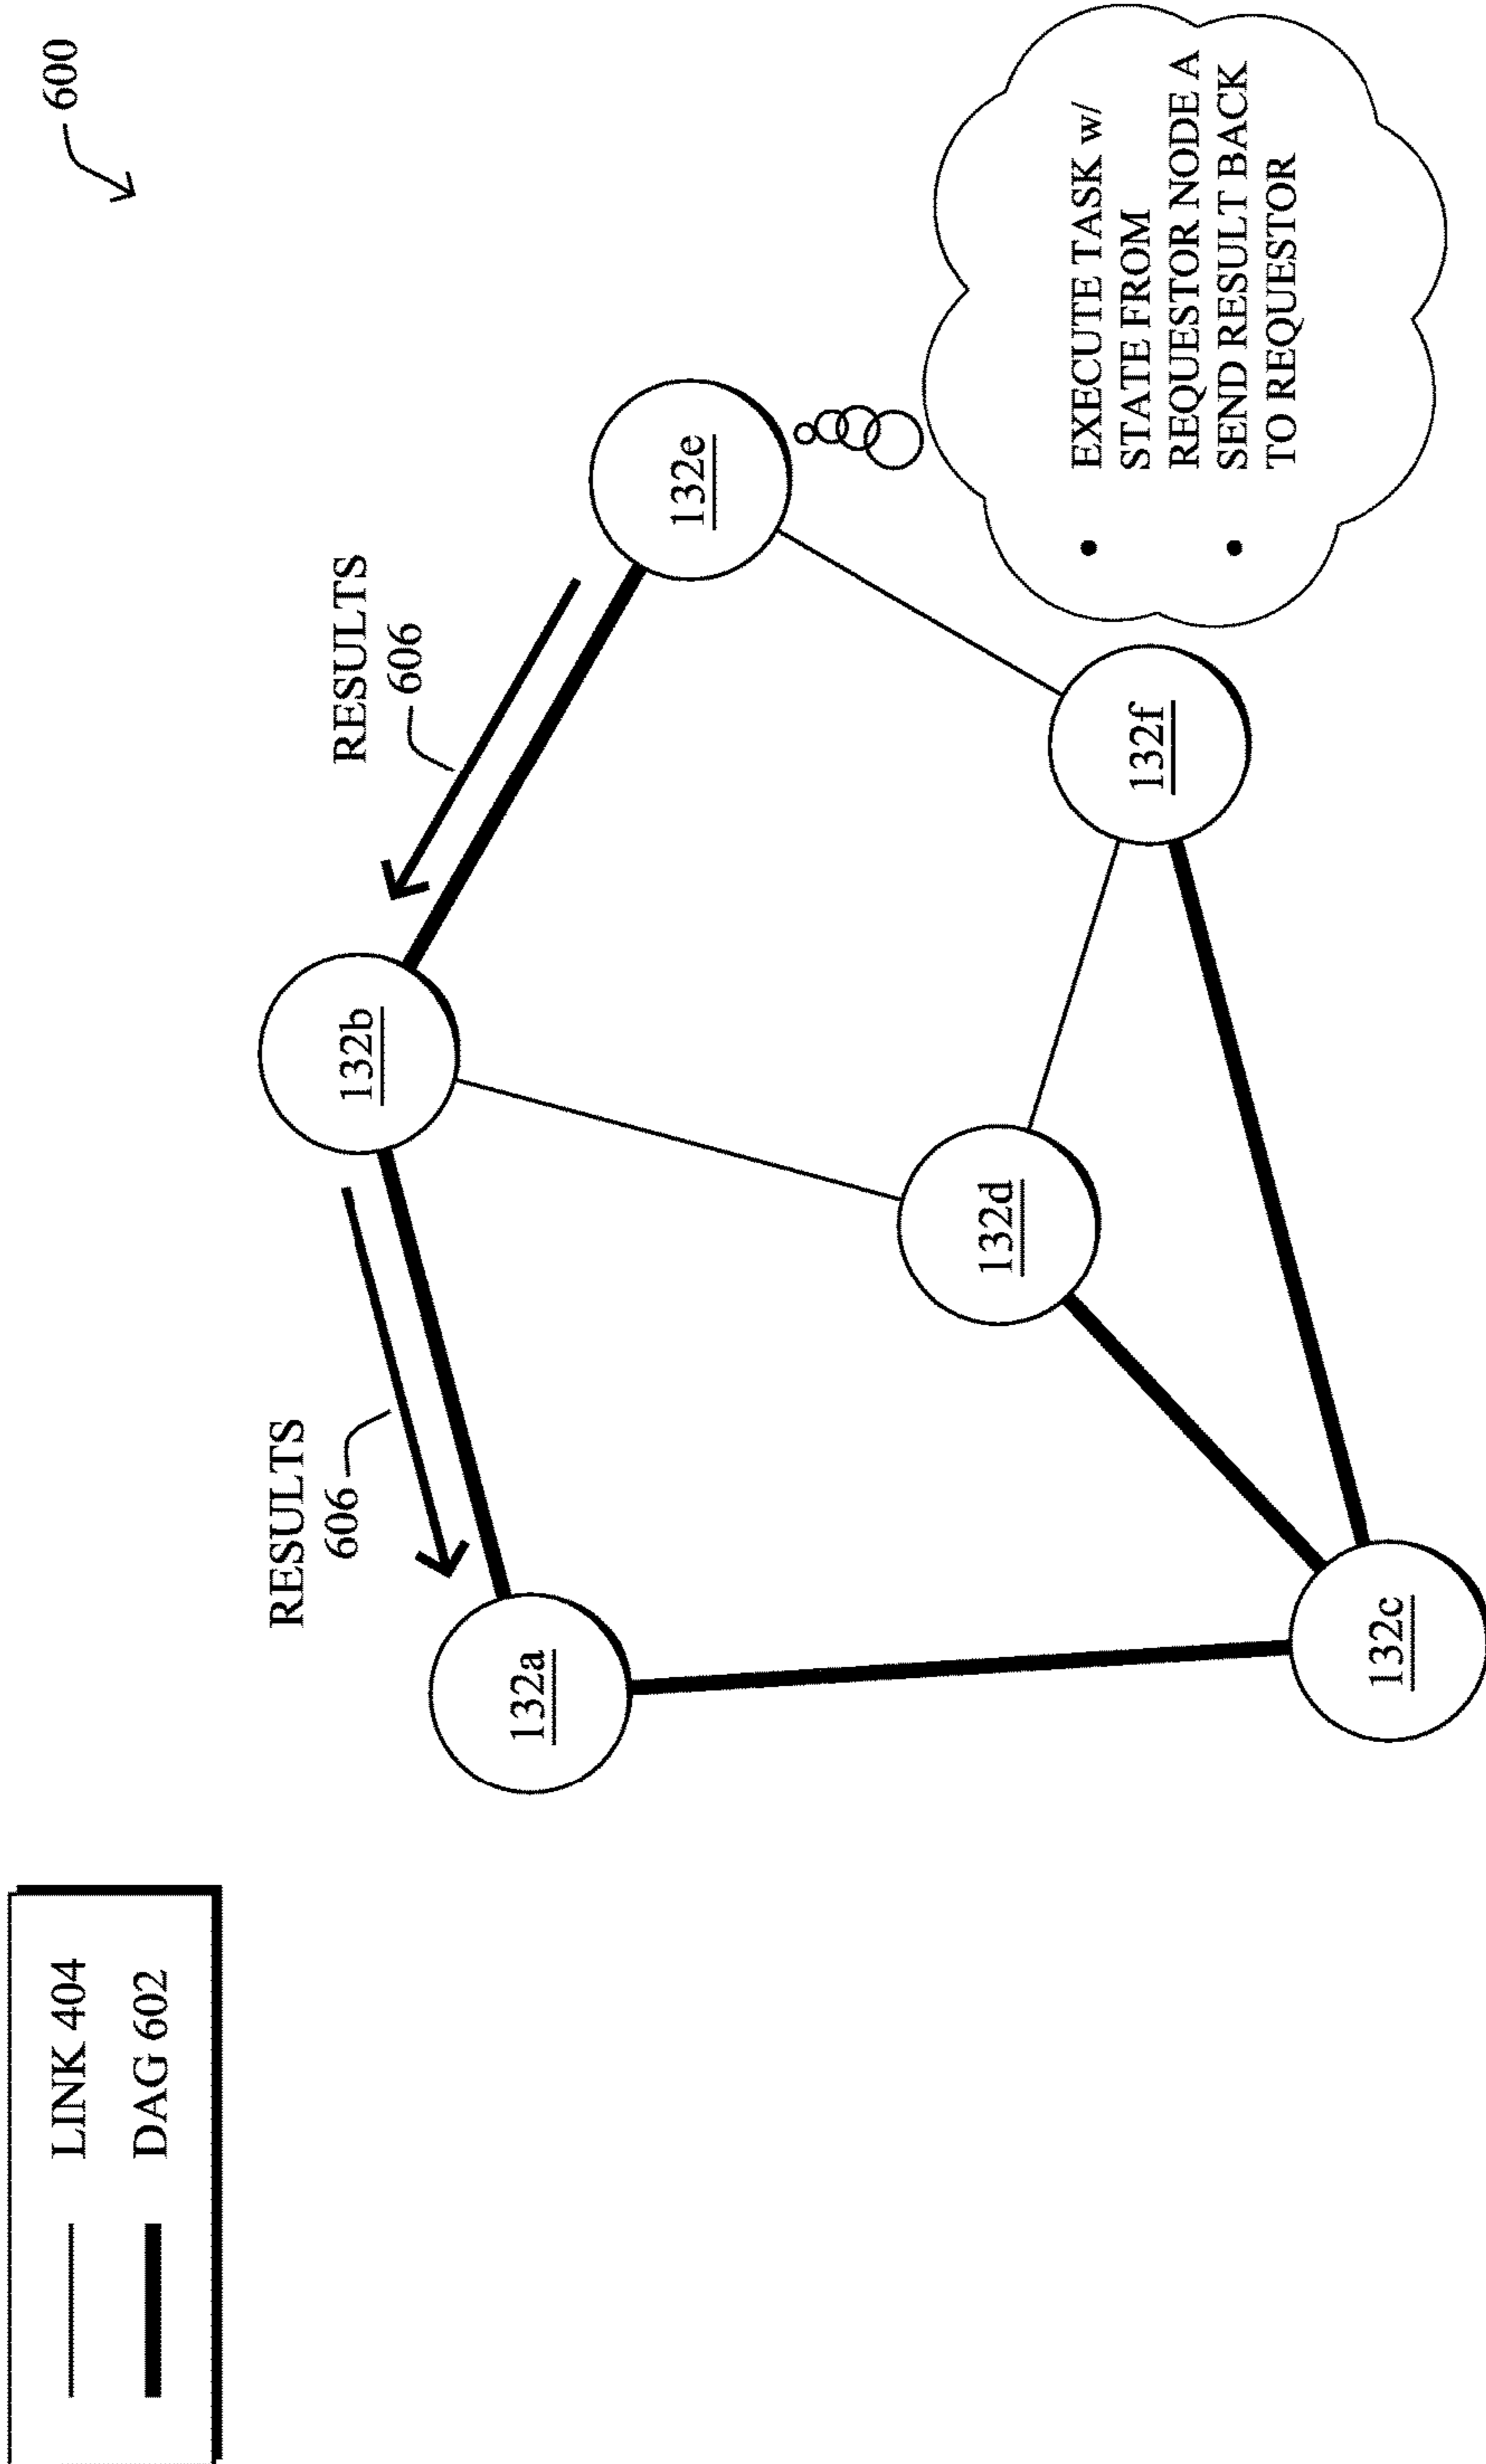 600
LINK 404
DAG 602
RESULTS
606
RESULTS
606
132a
132b
132c
132d
132e
132f
• EXECUTE TASK w/
STATE FROM
REQUESTOR NODE A
• SEND RESULT BACK
TO REQUESTOR